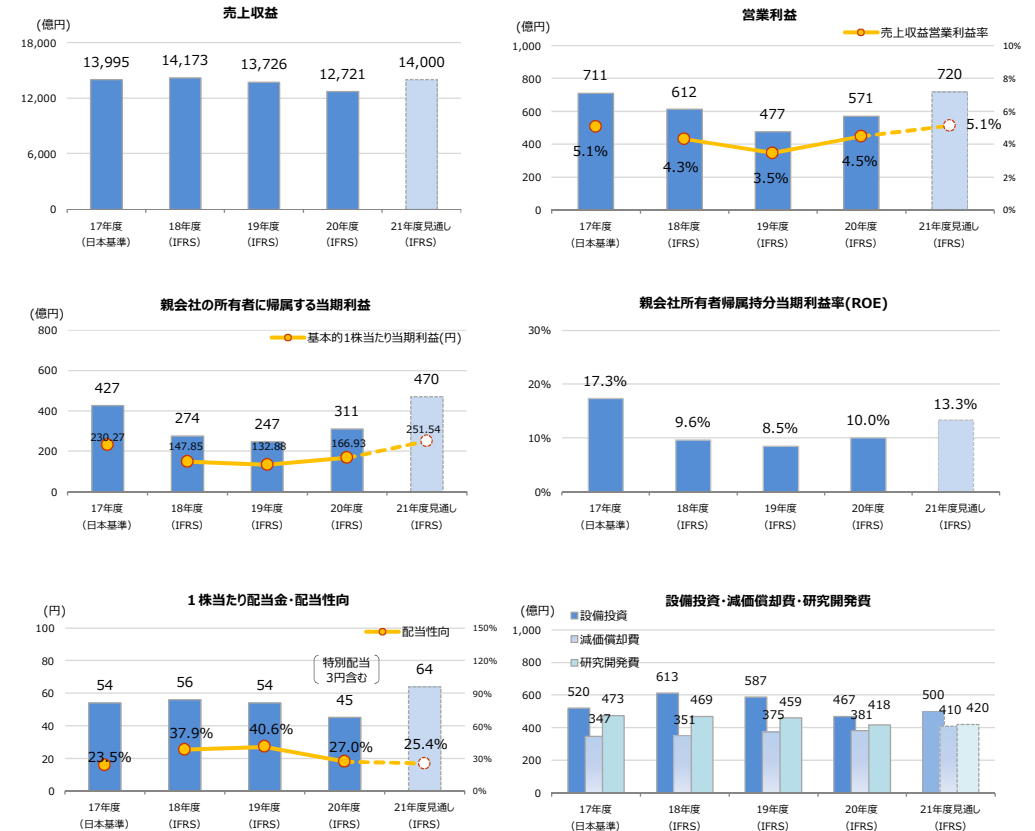 売上収益
(億円)
18,000
12,000
6,000
0
13,995
14,173
13,726
12,721
14,000
17年度
(日本基準)
18年度
(IFRS)
19年度
(IFRS)
20年度
(IFRS)
21年度見通し
(IFRS)
営業利益
(億円)
売上収益営業利益率
1,000
800
600
400
200
0
10%
8%
6%
4%
2%
0%
711
612
477
571
720
5.1%
4.3%
3.5%
4.5%
5.1%
17年度
(日本基準)
18年度
(IFRS)
19年度
(IFRS)
20年度
(IFRS)
21年度見通し
(IFRS)
親会社の所有者に帰属する当期利益
(億円)
基本的1株当たり当期利益(円)
800
600
400
200
0
427
274
247
311
470
230.27
147.85
132.88
166.93
251.54
17年度
(日本基準)
18年度
(IFRS)
19年度
(IFRS)
20年度
(IFRS)
21年度見通し
(IFRS)
親会社所有者帰属持分当期利益率(ROE)
30%
20%
10%
0%
17.3%
9.6%
8.5%
10.0%
13.3%
17年度
(日本基準)
18年度
(IFRS)
19年度
(IFRS)
20年度
(IFRS)
21年度見通し
(IFRS)
1株当たり配当金・配当性向
(円)
配当性向
100
80
60
40
20
0
150%
120%
90%
60%
30%
0%
特別配当
3円含む
54
56
54
45
64
23.5%
37.9%
40.6%
27.0%
25.4%
17年度
(日本基準)
18年度
(IFRS)
19年度
(IFRS)
20年度
(IFRS)
21年度見通し
(IFRS)
設備投資・減価償却費・研究開発費
(億円)
設備投資
減価償却費
研究開発費
1,000
800
600
400
200
0
520
347
473
613
351
469
587
375
459
467
381
418
500
410
420
17年度
(日本基準)
18年度
(IFRS)
19年度
(IFRS)
20年度
(IFRS)
21年度見通し
(IFRS)